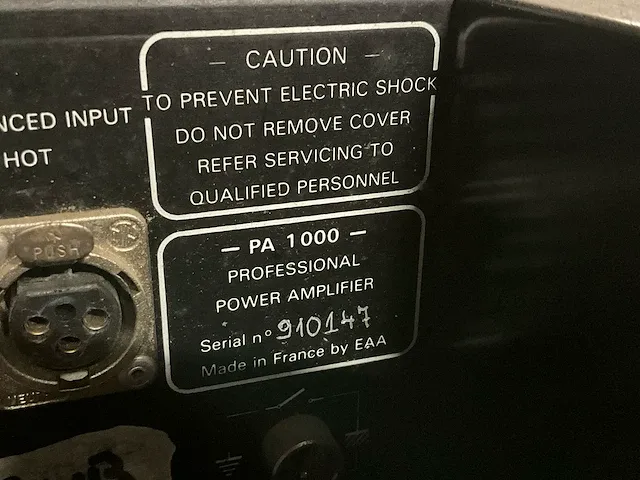 — CAUTION —
TO PREVENT ELECTRIC SHOCK
DO NOT REMOVE COVER
REFER SERVICING TO
QUALIFIED PERSONNEL
NCED INPUT
HOT
PUSH
— PA 1000 —
PROFESSIONAL
POWER AMPLIFIER
Serial n° 910147
Made in France by EAA